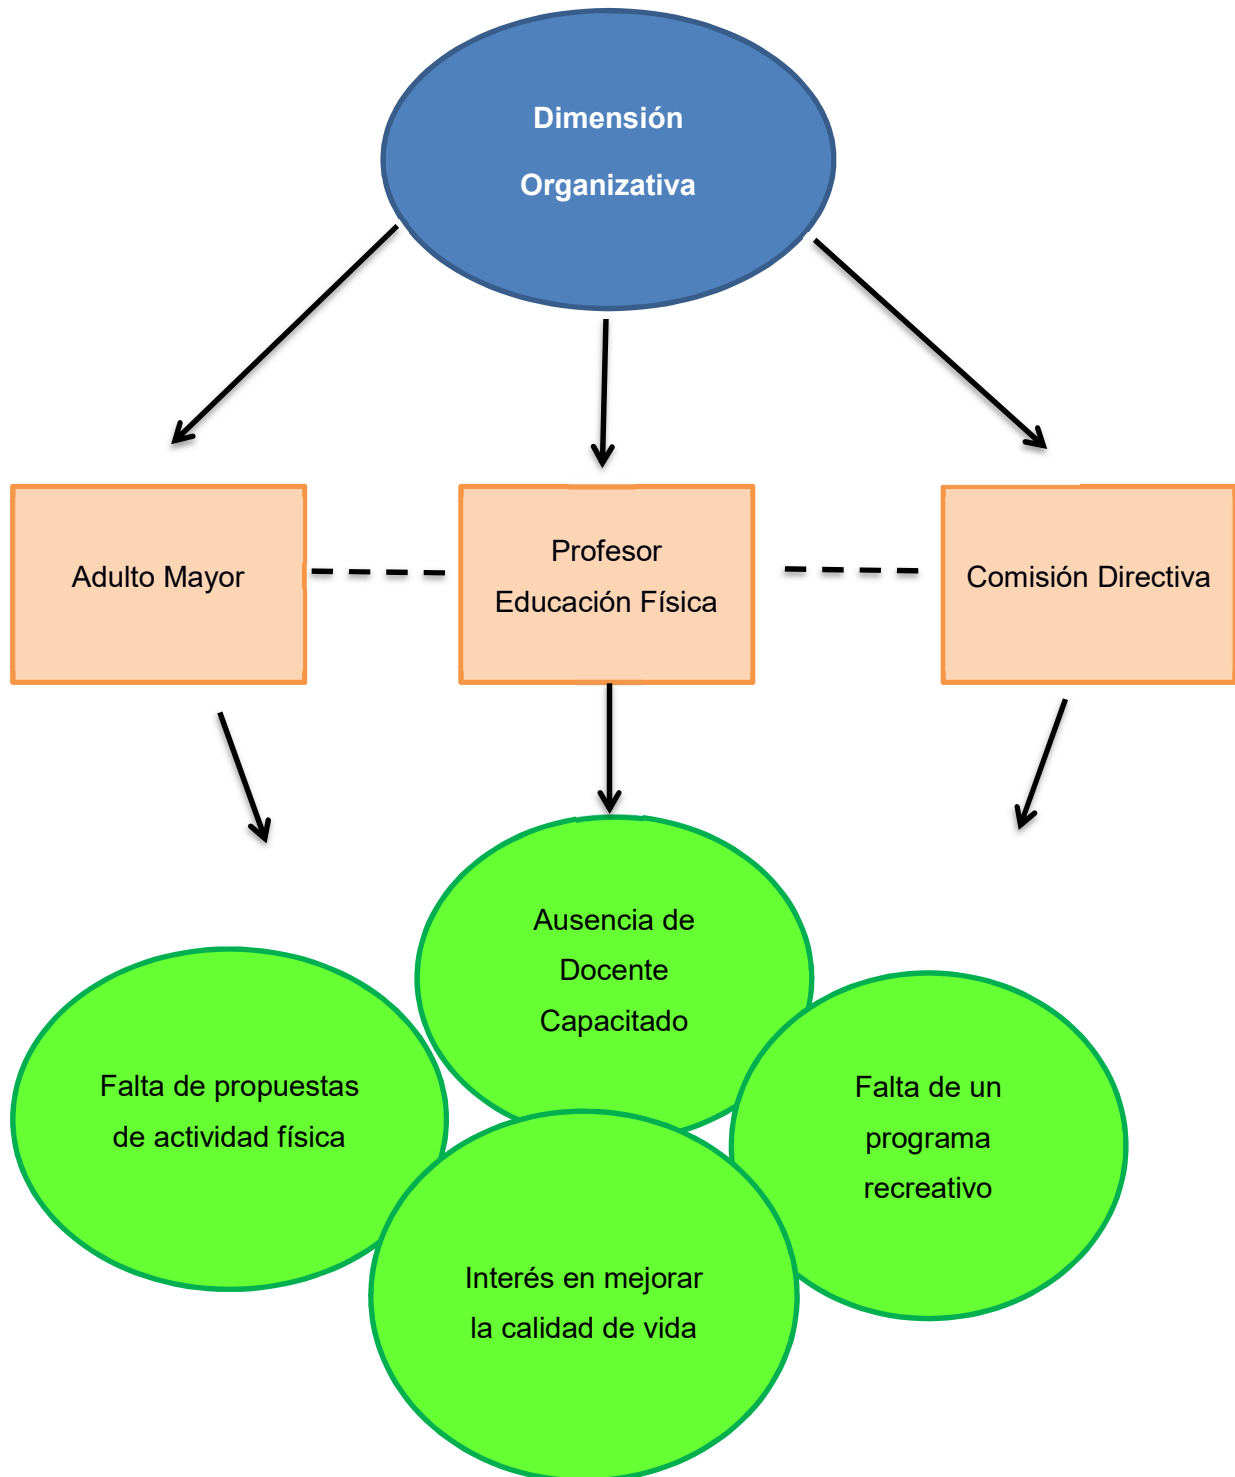 Dimensión
Organizativa
Adulto Mayor
Profesor
Educación Física
Comisión Directiva
Ausencia de
Docente
Capacitado
Falta de propuestas
de actividad física
Falta de un
programa
recreativo
Interés en mejorar
la calidad de vida